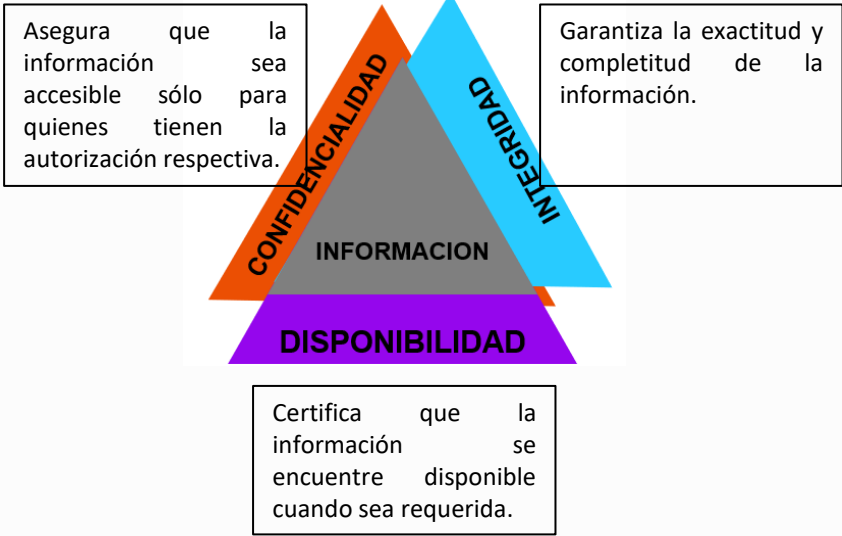 Asegura que la
información sea
accesible sólo para
quienes tienen la
autorización respectiva.
Garantiza la exactitud y
completitud de la
información.
CONFIDENCIALIDAD
INTEGRIDAD
INFORMACION
DISPONIBILIDAD
Certifica que la
información se
encuentre disponible
cuando sea requerida.